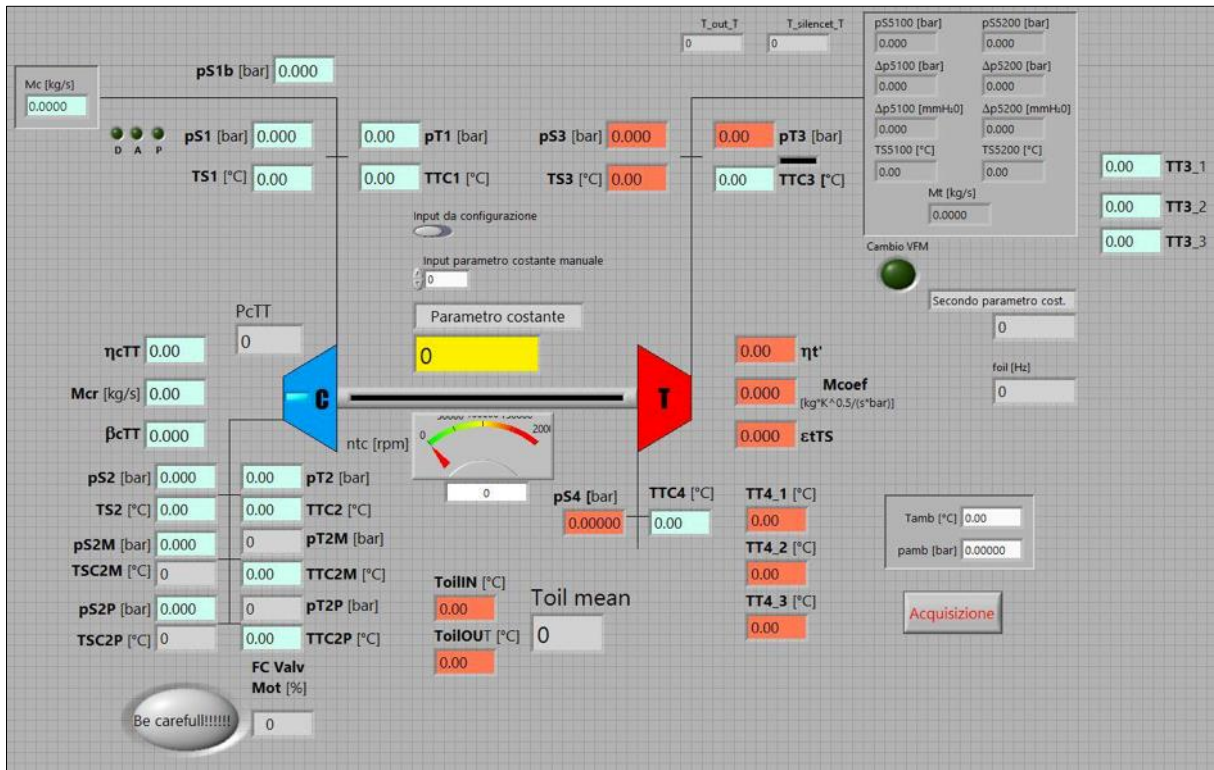 T_out_T T_silencet_T
0 0
pS5100 [bar] pS5200 [bar]
0.000 0.000
Δp5100 [bar] Δp5200 [bar]
0.000 0.000
Δp5100 [mmH₂0] Δp5200 [mmH₂0]
0.000 0.000
TS5100 [°C] TS5200 [°C]
0.00 0.00
Mt [kg/s]
0.0000
Mc [kg/s]
0.0000
pS1b [bar] 0.000
D A P
pS1 [bar] 0.000 0.00 pT1 [bar]
TS1 [°C] 0.00 0.00 TTC1 [°C]
pS3 [bar] 0.000 0.00 pT3 [bar]
TS3 [°C] 0.00 0.00 TTC3 [°C]
0.00 TT3_1
0.00 TT3_2
0.00 TT3_3
Input da configurazione
Input parametro costante manuale
0
Cambio VFM
Secondo parametro cost.
0
foil [Hz]
0
PcTT
0
Parametro costante
0
ηcTT 0.00
Mcr [kg/s] 0.00
βcTT 0.000
C
T
0.00 ηt'
0.000 Mcoef
[kg*K^0.5/(s*bar)]
0.000 εtTS
ntc [rpm]
0
0
pS2 [bar] 0.000 0.00 pT2 [bar]
TS2 [°C] 0.00 0.00 TTC2 [°C]
pS2M [bar] 0.000 0 pT2M [bar]
TSC2M [°C] 0 0.00 TTC2M [°C]
pS2P [bar] 0.000 0 pT2P [bar]
TSC2P [°C] 0 0.00 TTC2P [°C]
pS4 [bar] TTC4 [°C]
0.00000 0.00
TT4_1 [°C]
0.00
TT4_2 [°C]
0.00
TT4_3 [°C]
0.00
ToilIN [°C]
0.00
ToilOUT [°C]
0.00
Toil mean
0
Tamb [°C] 0.00
pamb [bar] 0.00000
Acquisizione
FC Valv
Mot [%]
0
Be carefull!!!!!!